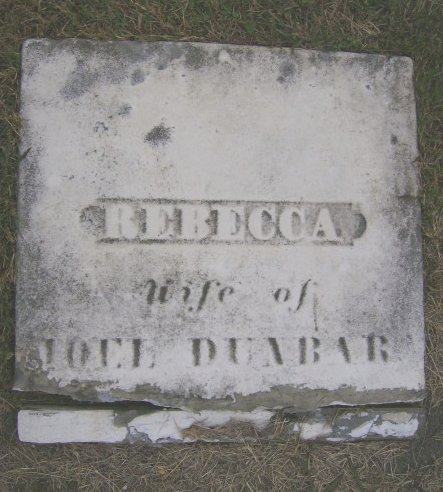 REBECCA
Wife of
JOEL DUNBAR